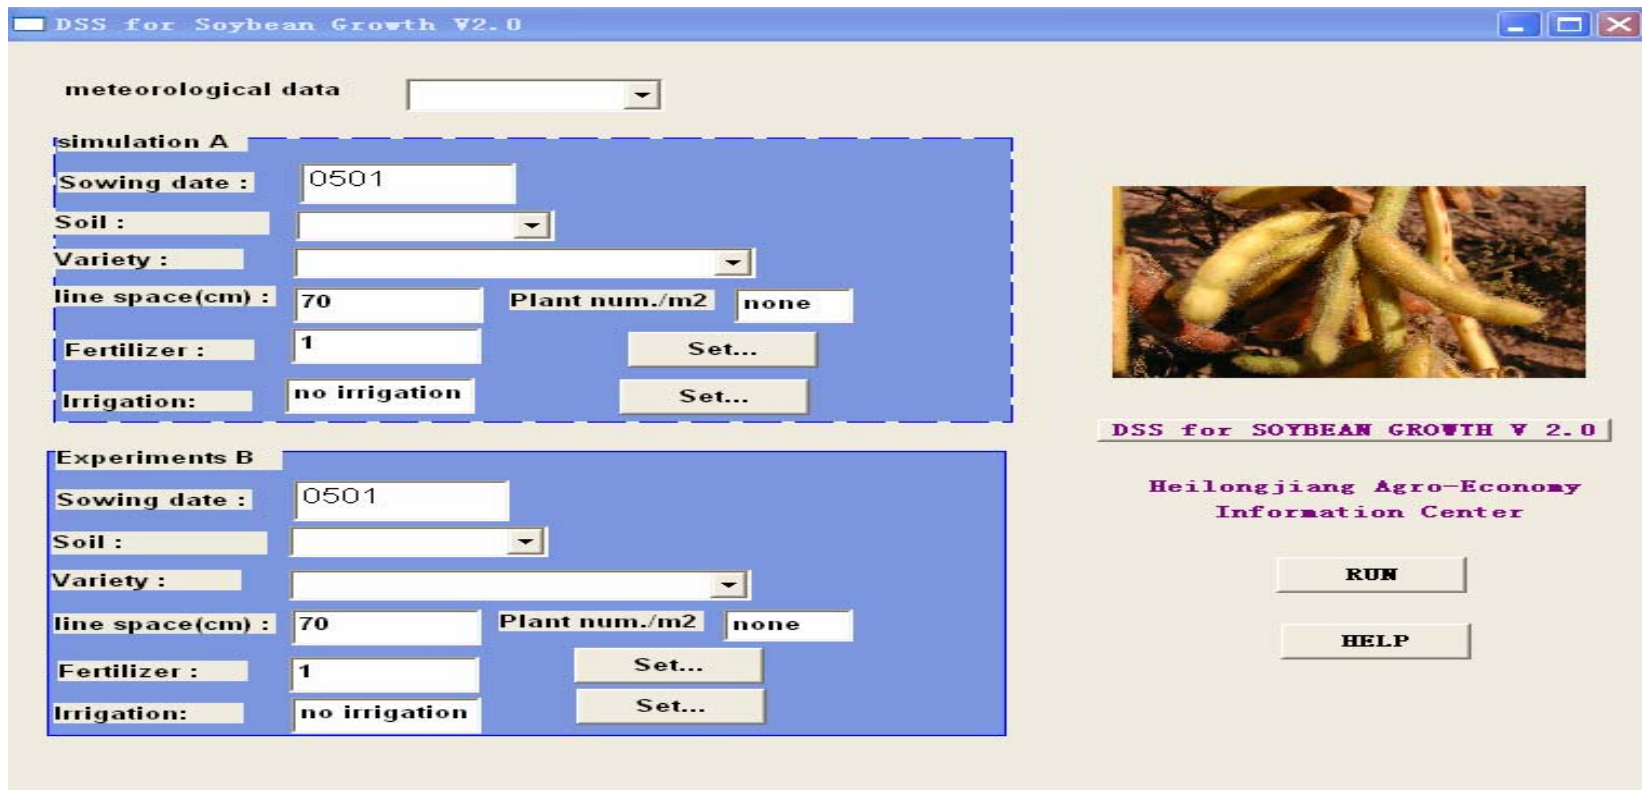 DSS for Soybean Growth V2.0
meteorological data
simulation A
Sowing date : 0501
Soil :
Variety :
line space(cm) : 70 Plant num./m2 none
Fertilizer : 1 Set...
Irrigation: no irrigation Set...
Experiments B
Sowing date : 0501
Soil :
Variety :
line space(cm) : 70 Plant num./m2 none
Fertilizer : 1 Set...
Irrigation: no irrigation Set...
DSS for SOYBEAN GROWTH V 2.0
Heilongjiang Agro-Economy
Information Center
RUN
HELP